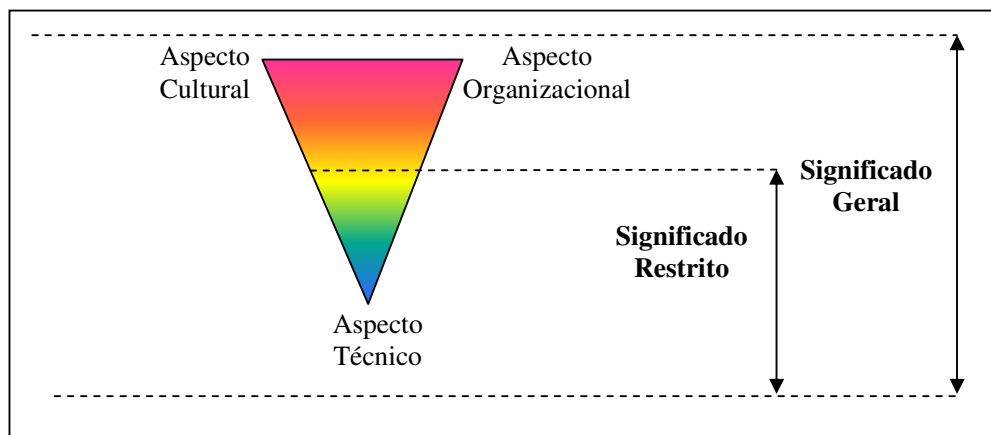 Aspecto
Cultural
Aspecto
Organizacional
Significado
Geral
Significado
Restrito
Aspecto
Técnico